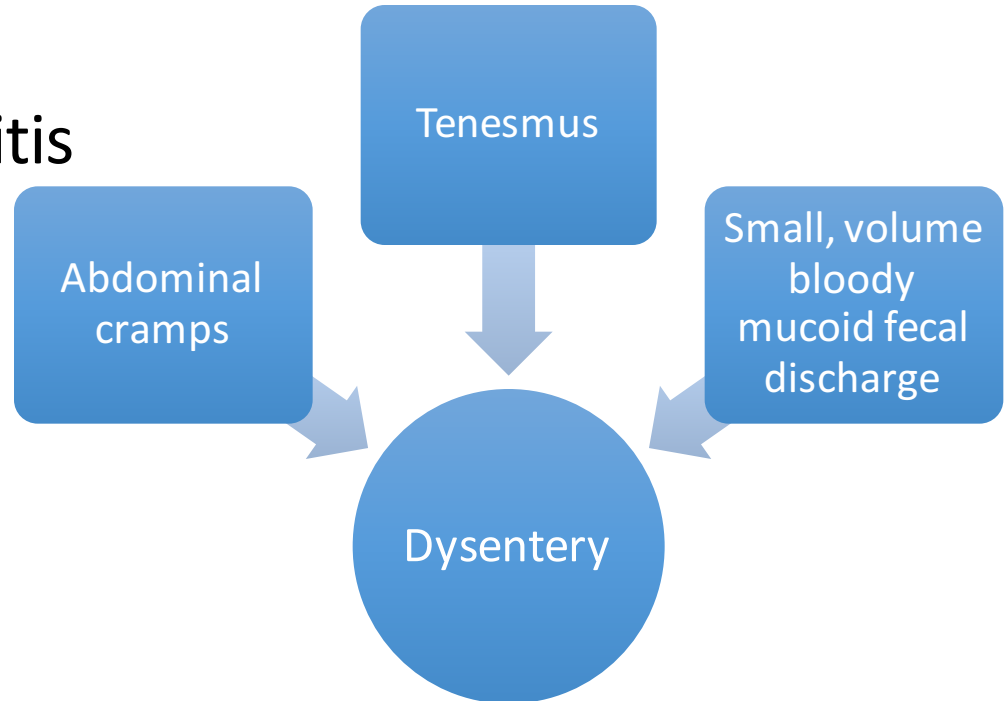 itis
Tenesmus
Abdominal
cramps
Small, volume
bloody
mucoid fecal
discharge
Dysentery